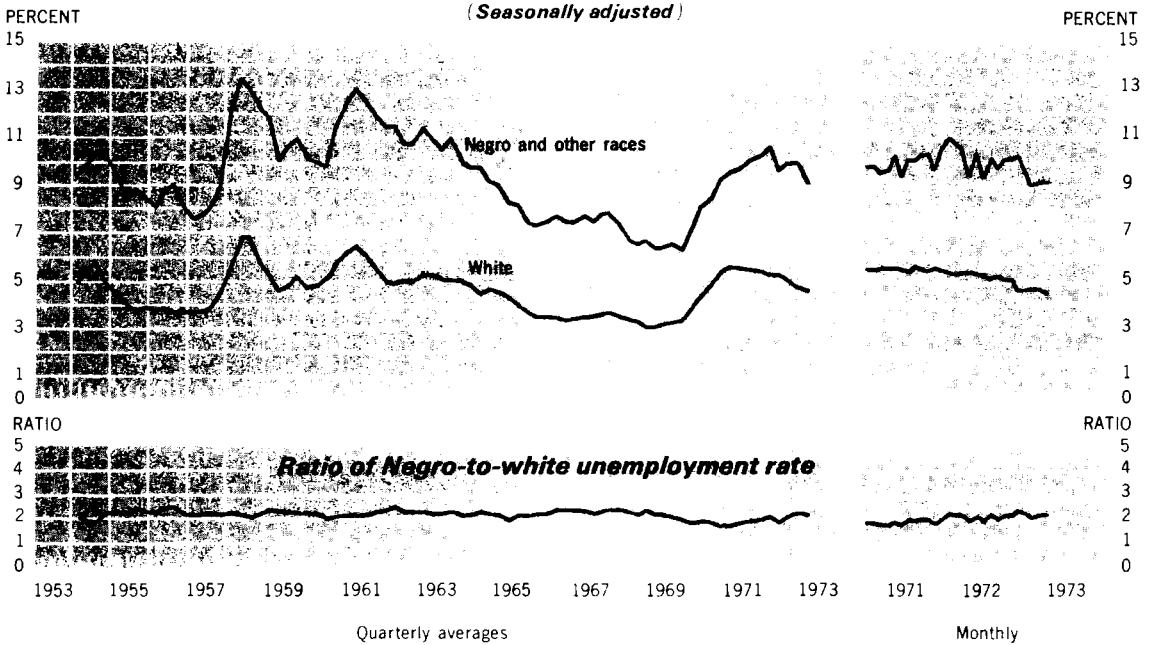 (Seasonally adjusted)
PERCENT PERCENT
15 15
13 13
11 11
Negro and other races
9 9
7 7
White
5 5
3 3
1 1
0 0
RATIO RATIO
5 5
Ratio of Negro-to-white unemployment rate
4 4
3 3
2 2
1 1
0 0
1953 1955 1957 1959 1961 1963 1965 1967 1969 1971 1973 1971 1972 1973
Quarterly averages Monthly